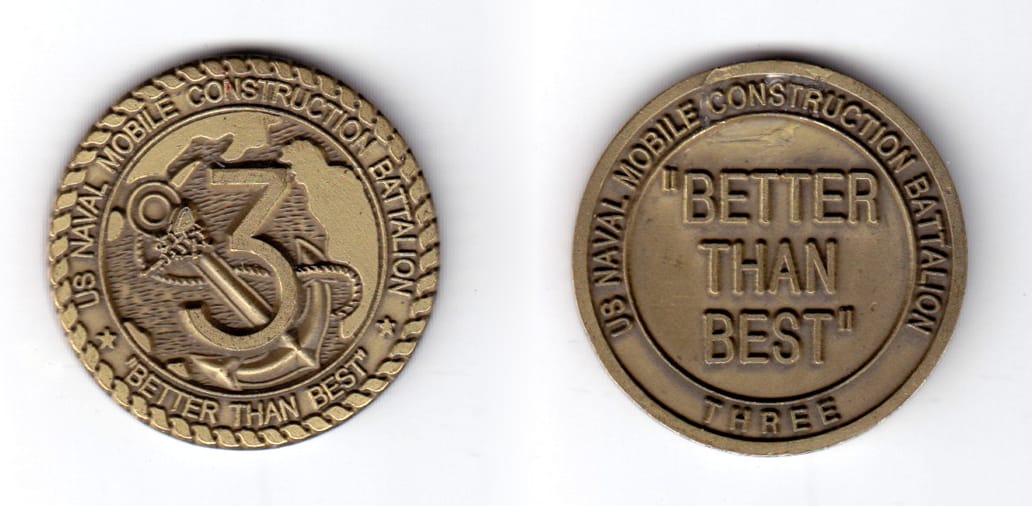 US NAVAL MOBILE CONSTRUCTION BATTALION
3
"BETTER THAN BEST"
US NAVAL MOBILE CONSTRUCTION BATTALION
"BETTER
THAN
BEST"
THREE